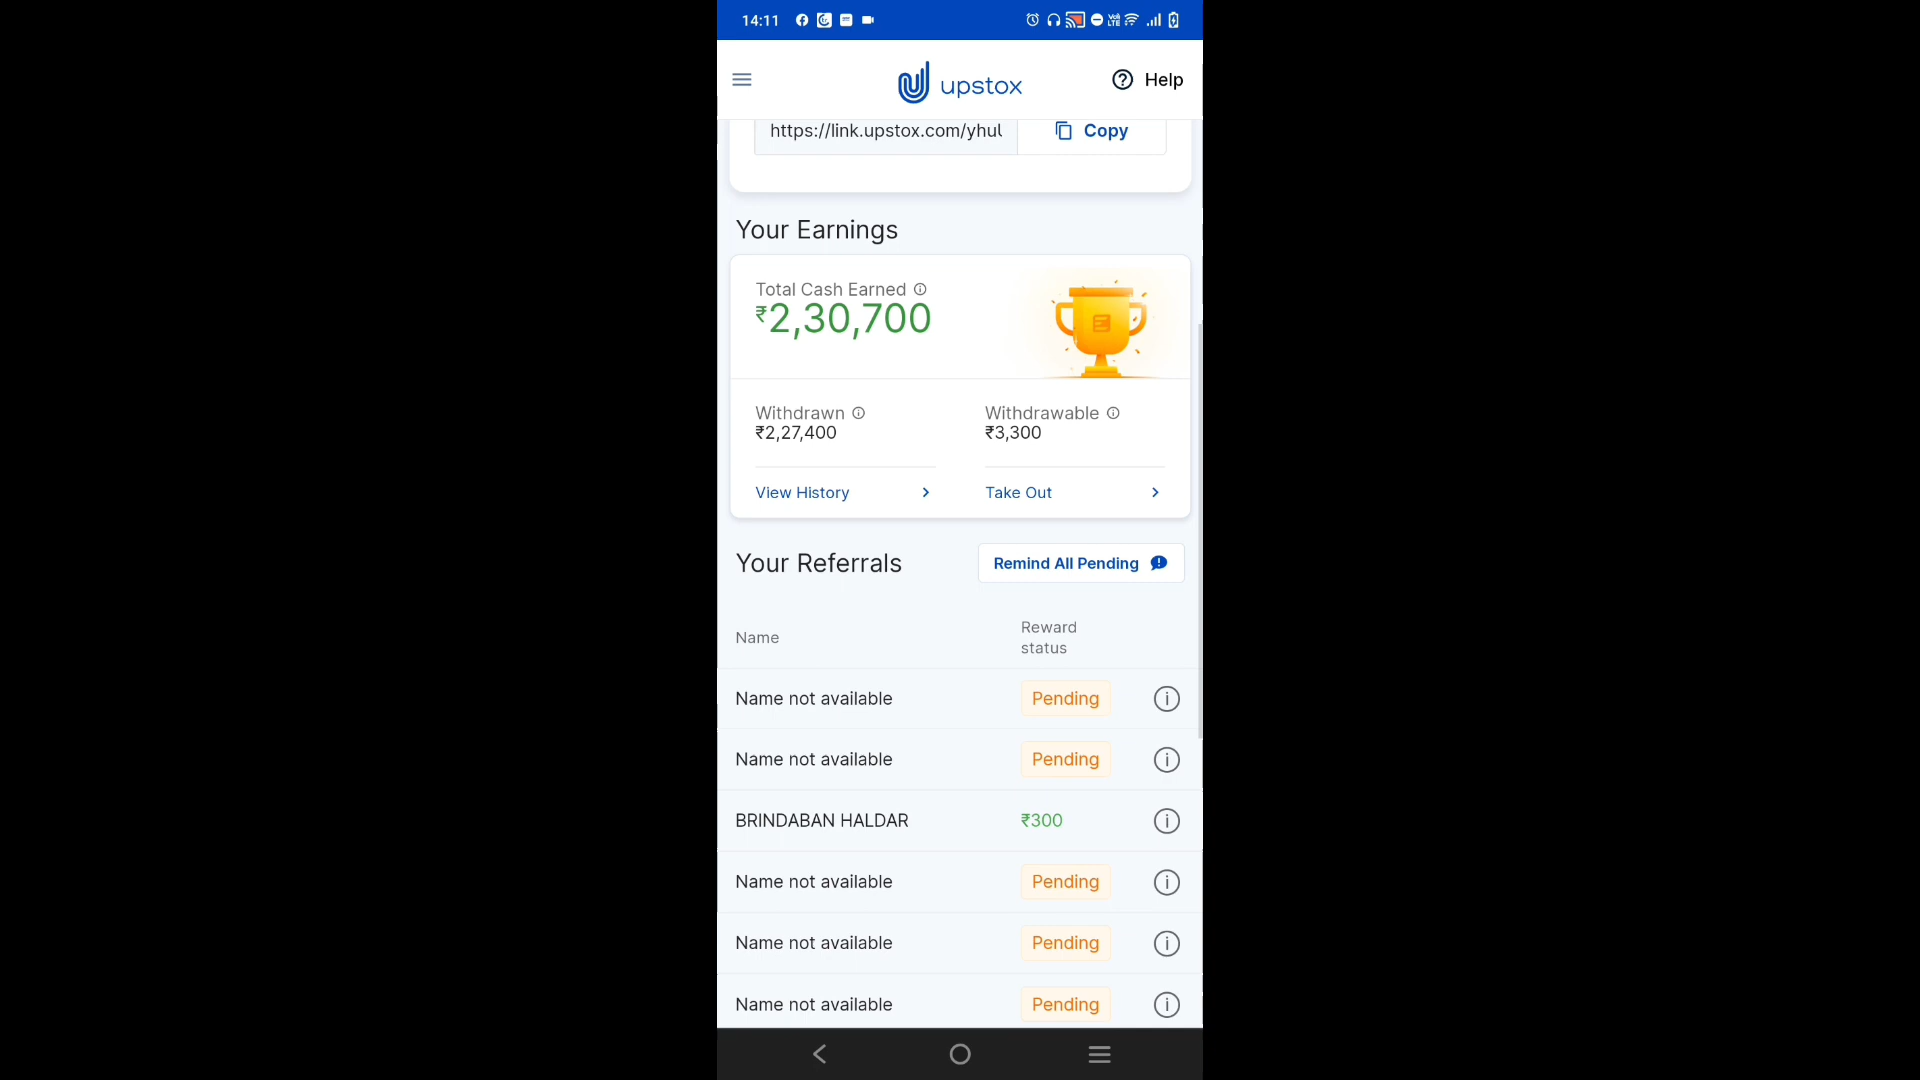 14:11
upstox
Help
https://link.upstox.com/yhul
Copy
Your Earnings
Total Cash Earned
₹2,30,700
Withdrawn
₹2,27,400
Withdrawable
₹3,300
View History
Take Out
Your Referrals
Remind All Pending
Name
Reward
status
Name not available
Pending
Name not available
Pending
BRINDABAN HALDAR
₹300
Name not available
Pending
Name not available
Pending
Name not available
Pending